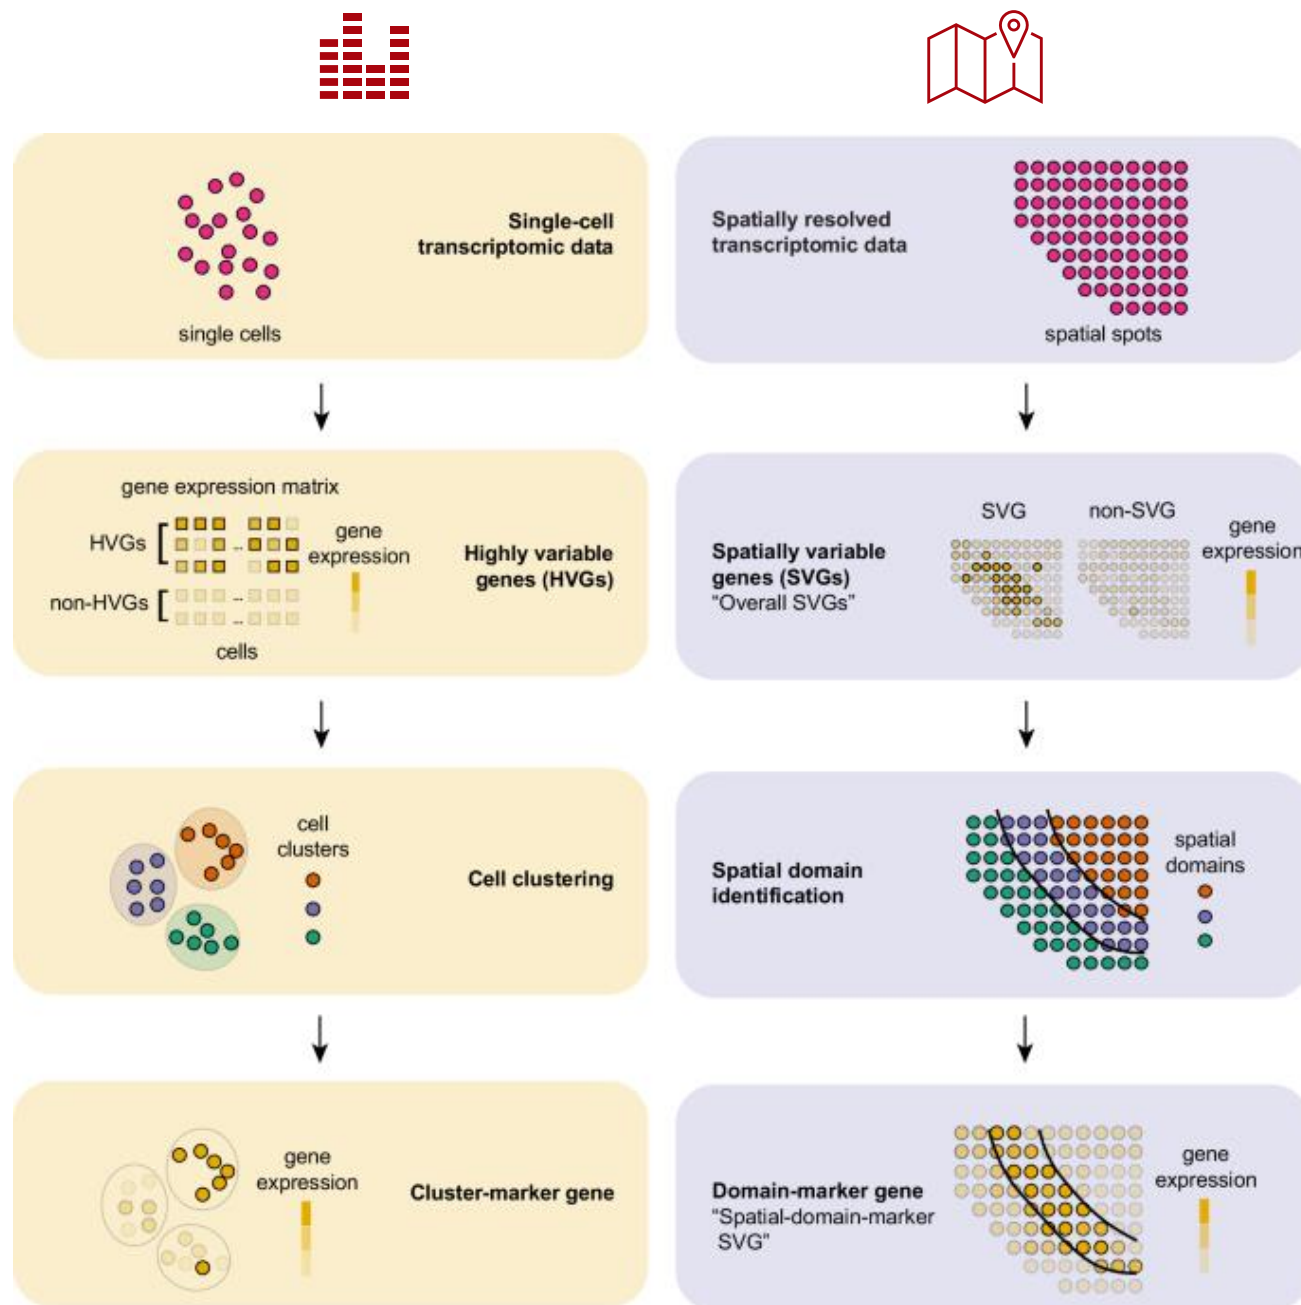 Single-cell
transcriptomic data
single cells
Spatially resolved
transcriptomic data
spatial spots
gene expression matrix
HVGs
non-HVGs
..
..
..
cells
gene
expression
Highly variable
genes (HVGs)
Spatially variable
genes (SVGs)
"Overall SVGs"
SVG
non-SVG
gene
expression
cell
clusters
Cell clustering
Spatial domain
identification
spatial
domains
gene
expression
Cluster-marker gene
Domain-marker gene
"Spatial-domain-marker
SVG"
gene
expression